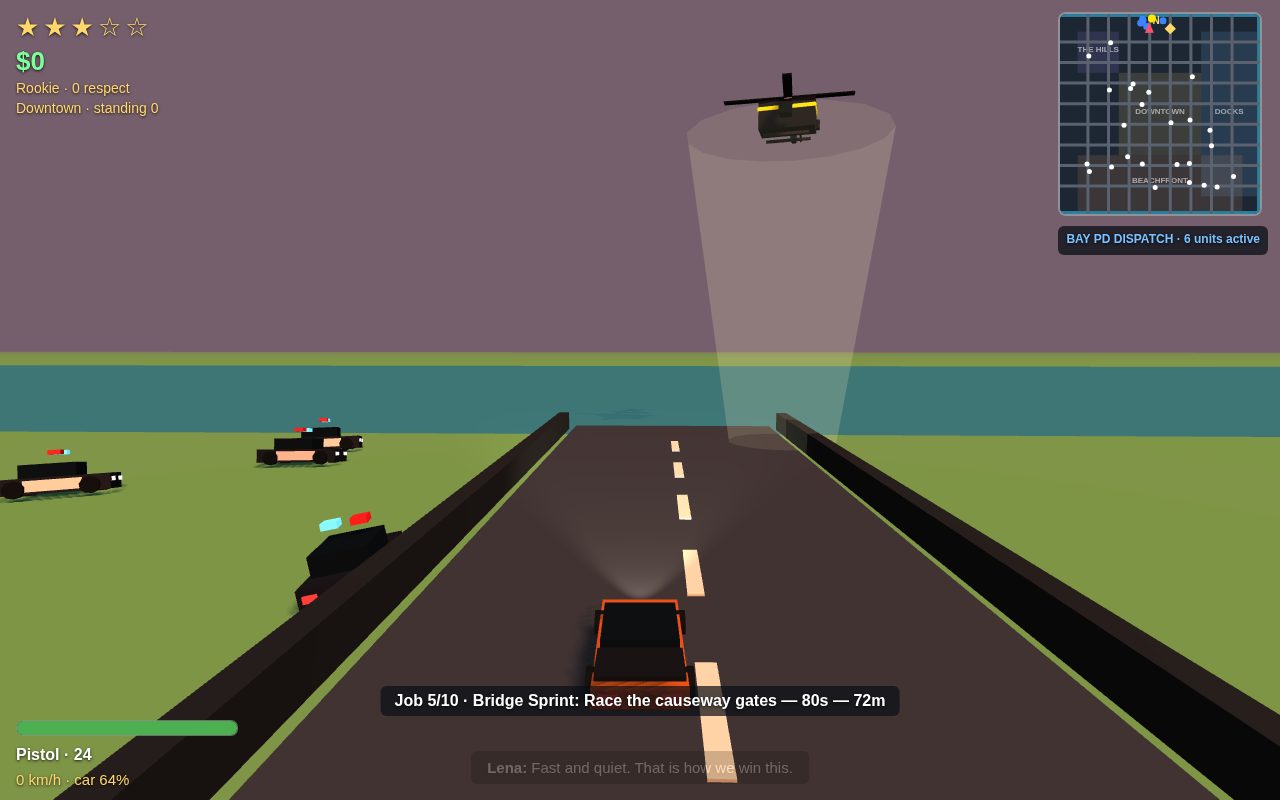 ★★★☆☆
$0
Rookie · 0 respect
Downtown · standing 0
N
THE HILLS
DOWNTOWN
DOCKS
BEACHFRONT
BAY PD DISPATCH · 6 units active
Job 5/10 · Bridge Sprint: Race the causeway gates — 80s — 72m
Pistol · 24
0 km/h · car 64%
Lena: Fast and quiet. That is how we win this.